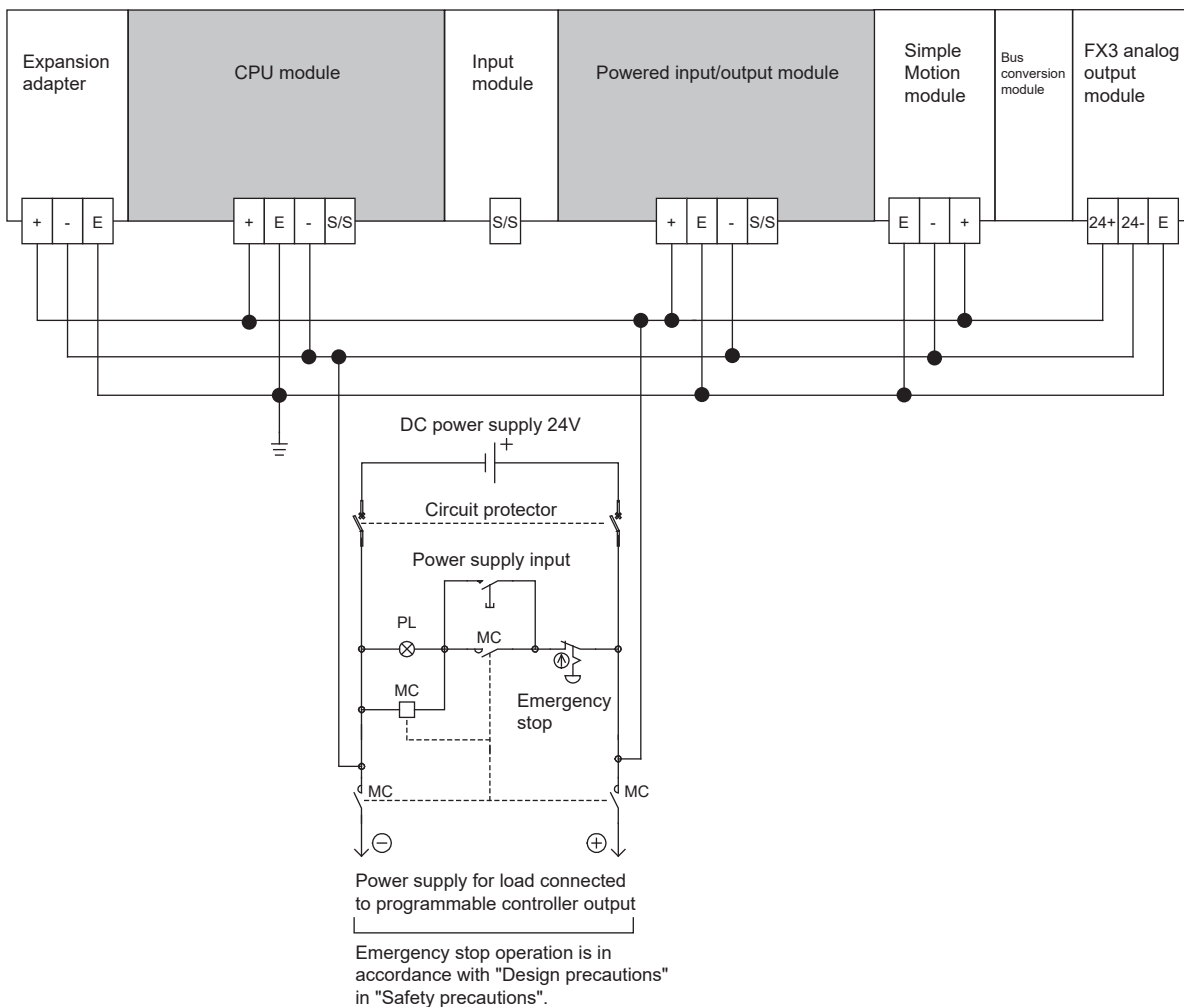 Expansion
adapter
CPU module
Input
module
Powered input/output module
Simple
Motion
module
Bus
conversion
module
FX3 analog
output
module
+ - E
+ E - S/S
S/S
+ E - S/S
E - +
24+ 24- E
DC power supply 24V
+
Circuit protector
Power supply input
PL
MC
MC
Emergency
stop
MC
MC
-
+
Power supply for load connected
to programmable controller output
Emergency stop operation is in
accordance with "Design precautions"
in "Safety precautions".